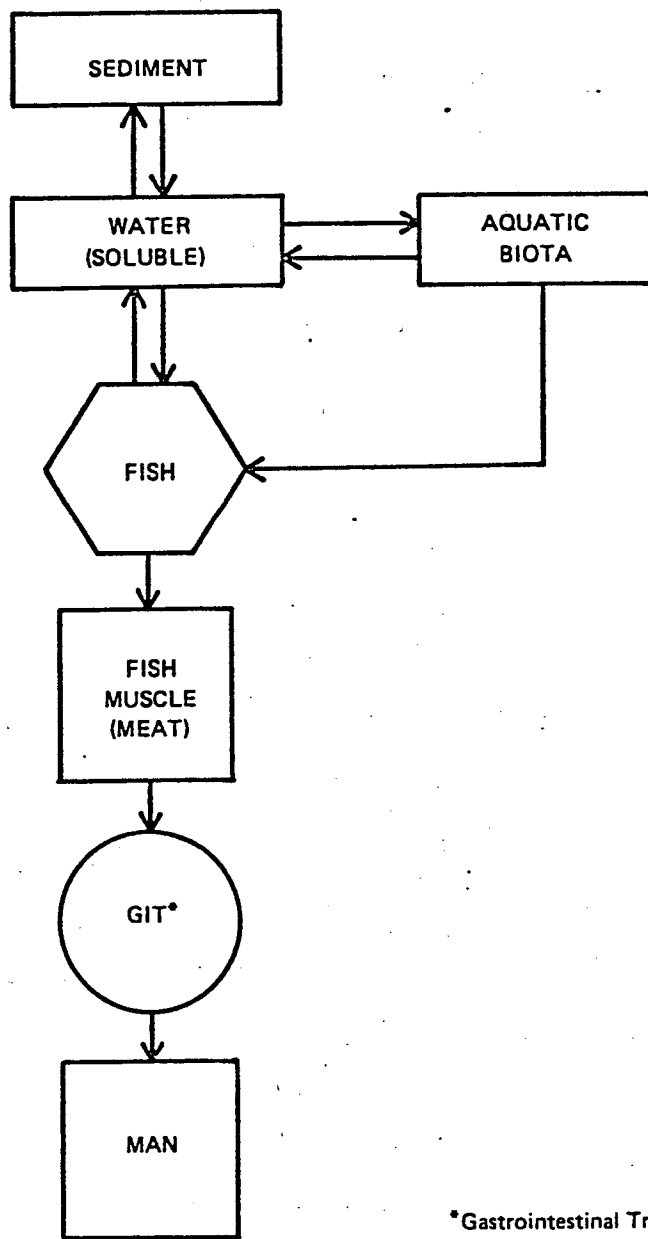 SEDIMENT
WATER
(SOLUBLE)
AQUATIC
BIOTA
FISH
FISH
MUSCLE
(MEAT)
GIT*
MAN
*Gastrointestinal Tr